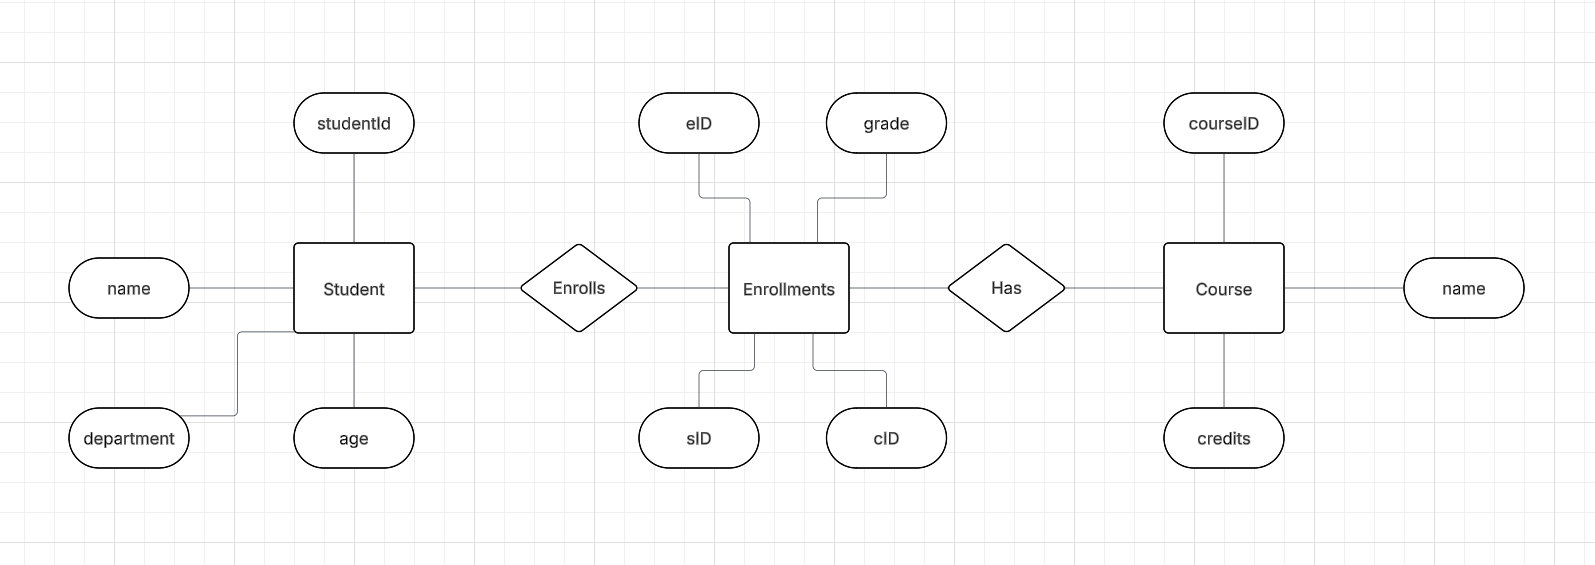 studentId
eID
grade
courseID
name
Student
Enrolls
Enrollments
Has
Course
name
department
age
sID
cID
credits